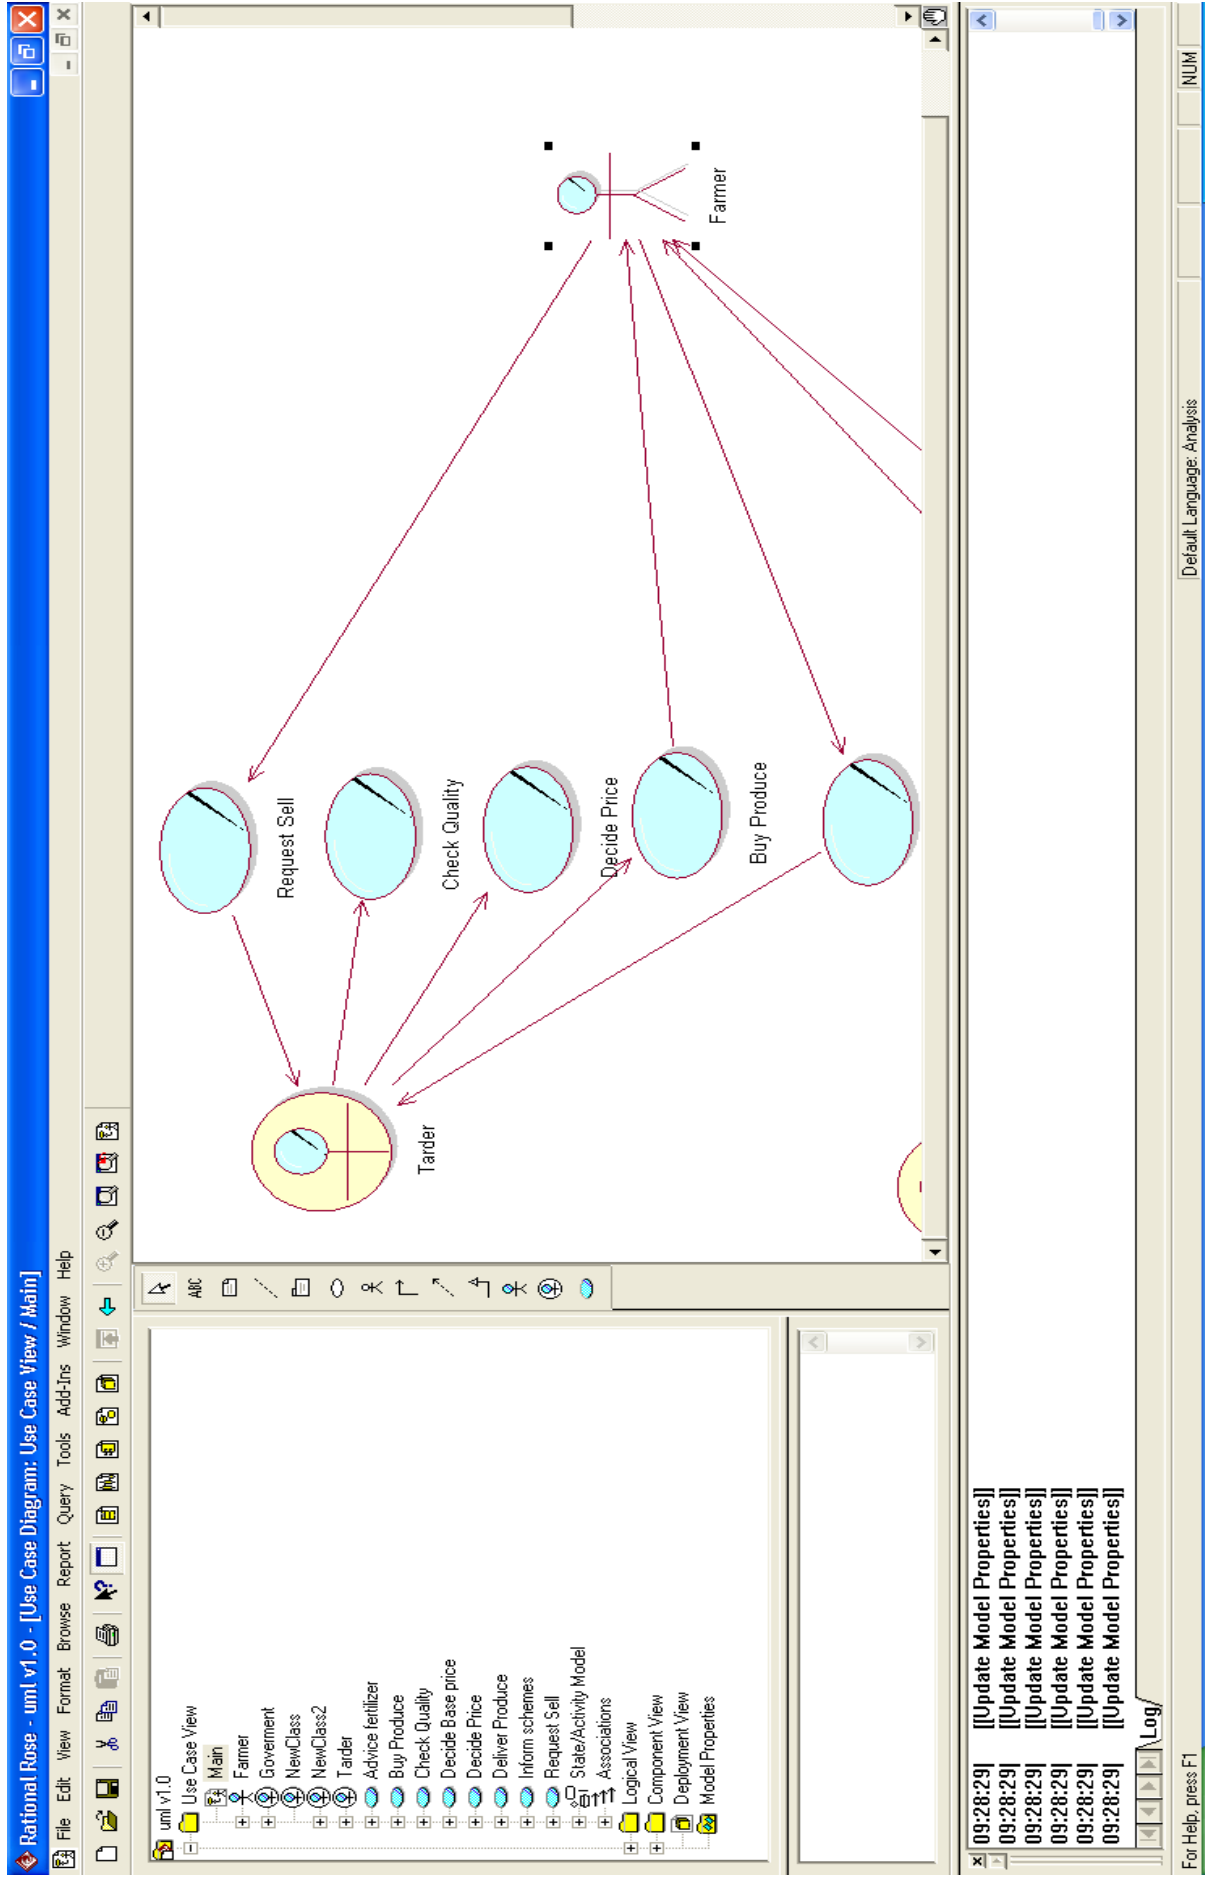 Rational Rose - uml v1.0 - [Use Case Diagram: Use Case View / Main]
File Edit View Format Browse Report Query Tools Add-Ins Window Help
uml v1.0
Use Case View
Main
Farmer
Goverment
NewClass
NewClass2
Tarder
Advice fetilizer
Buy Produce
Check Quality
Decide Base price
Decide Price
Deliver Produce
Inform schemes
Request Sell
State/Activity Model
Associations
Logical View
Component View
Deployment View
Model Properties
ABC
Request Sell
Check Quality
Tarder
Decide Price
Farmer
Buy Produce
09:28:29| [[Update Model Properties]]
09:28:29| [[Update Model Properties]]
09:28:29| [[Update Model Properties]]
09:28:29| [[Update Model Properties]]
09:28:29| [[Update Model Properties]]
09:28:29| [[Update Model Properties]]
Log
For Help, press F1
Default Language: Analysis
NUM